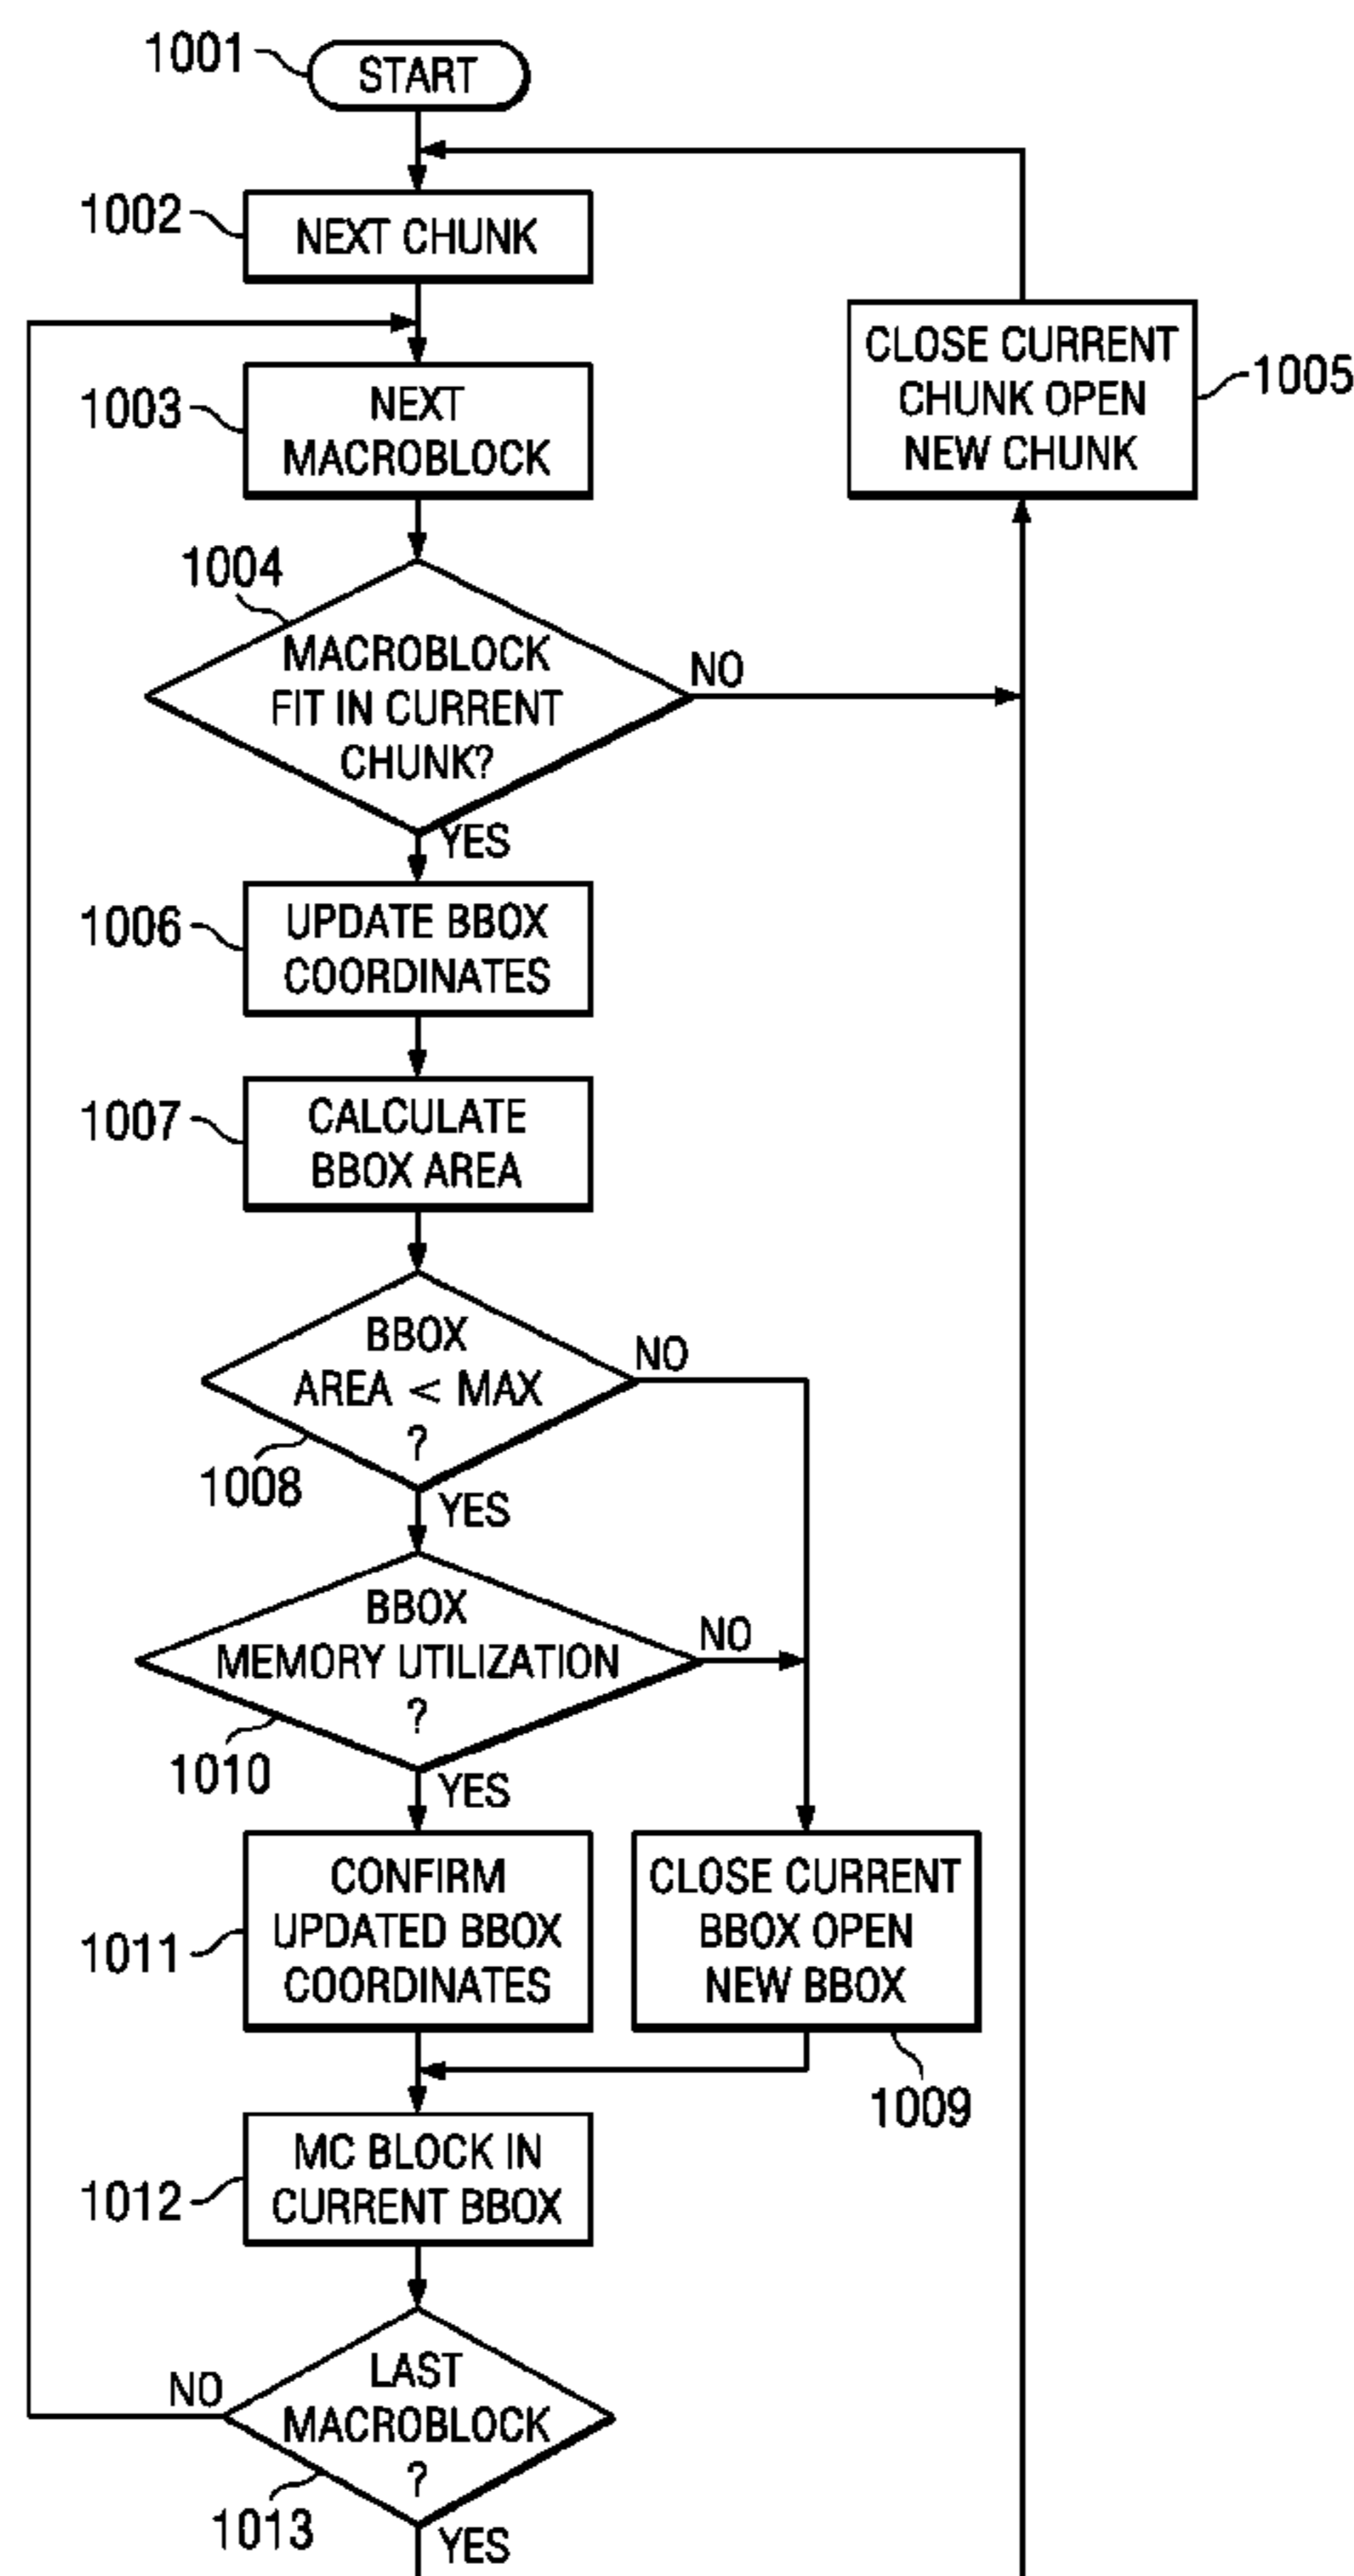 1001
START
1002
NEXT CHUNK
CLOSE CURRENT
CHUNK OPEN
NEW CHUNK
1005
1003
NEXT
MACROBLOCK
1004
MACROBLOCK
FIT IN CURRENT
CHUNK?
NO
YES
1006
UPDATE BBOX
COORDINATES
1007
CALCULATE
BBOX AREA
BBOX
AREA < MAX
?
NO
1008
YES
BBOX
MEMORY UTILIZATION
?
NO
1010
YES
1011
CONFIRM
UPDATED BBOX
COORDINATES
CLOSE CURRENT
BBOX OPEN
NEW BBOX
1009
1012
MC BLOCK IN
CURRENT BBOX
NO
LAST
MACROBLOCK
?
1013
YES